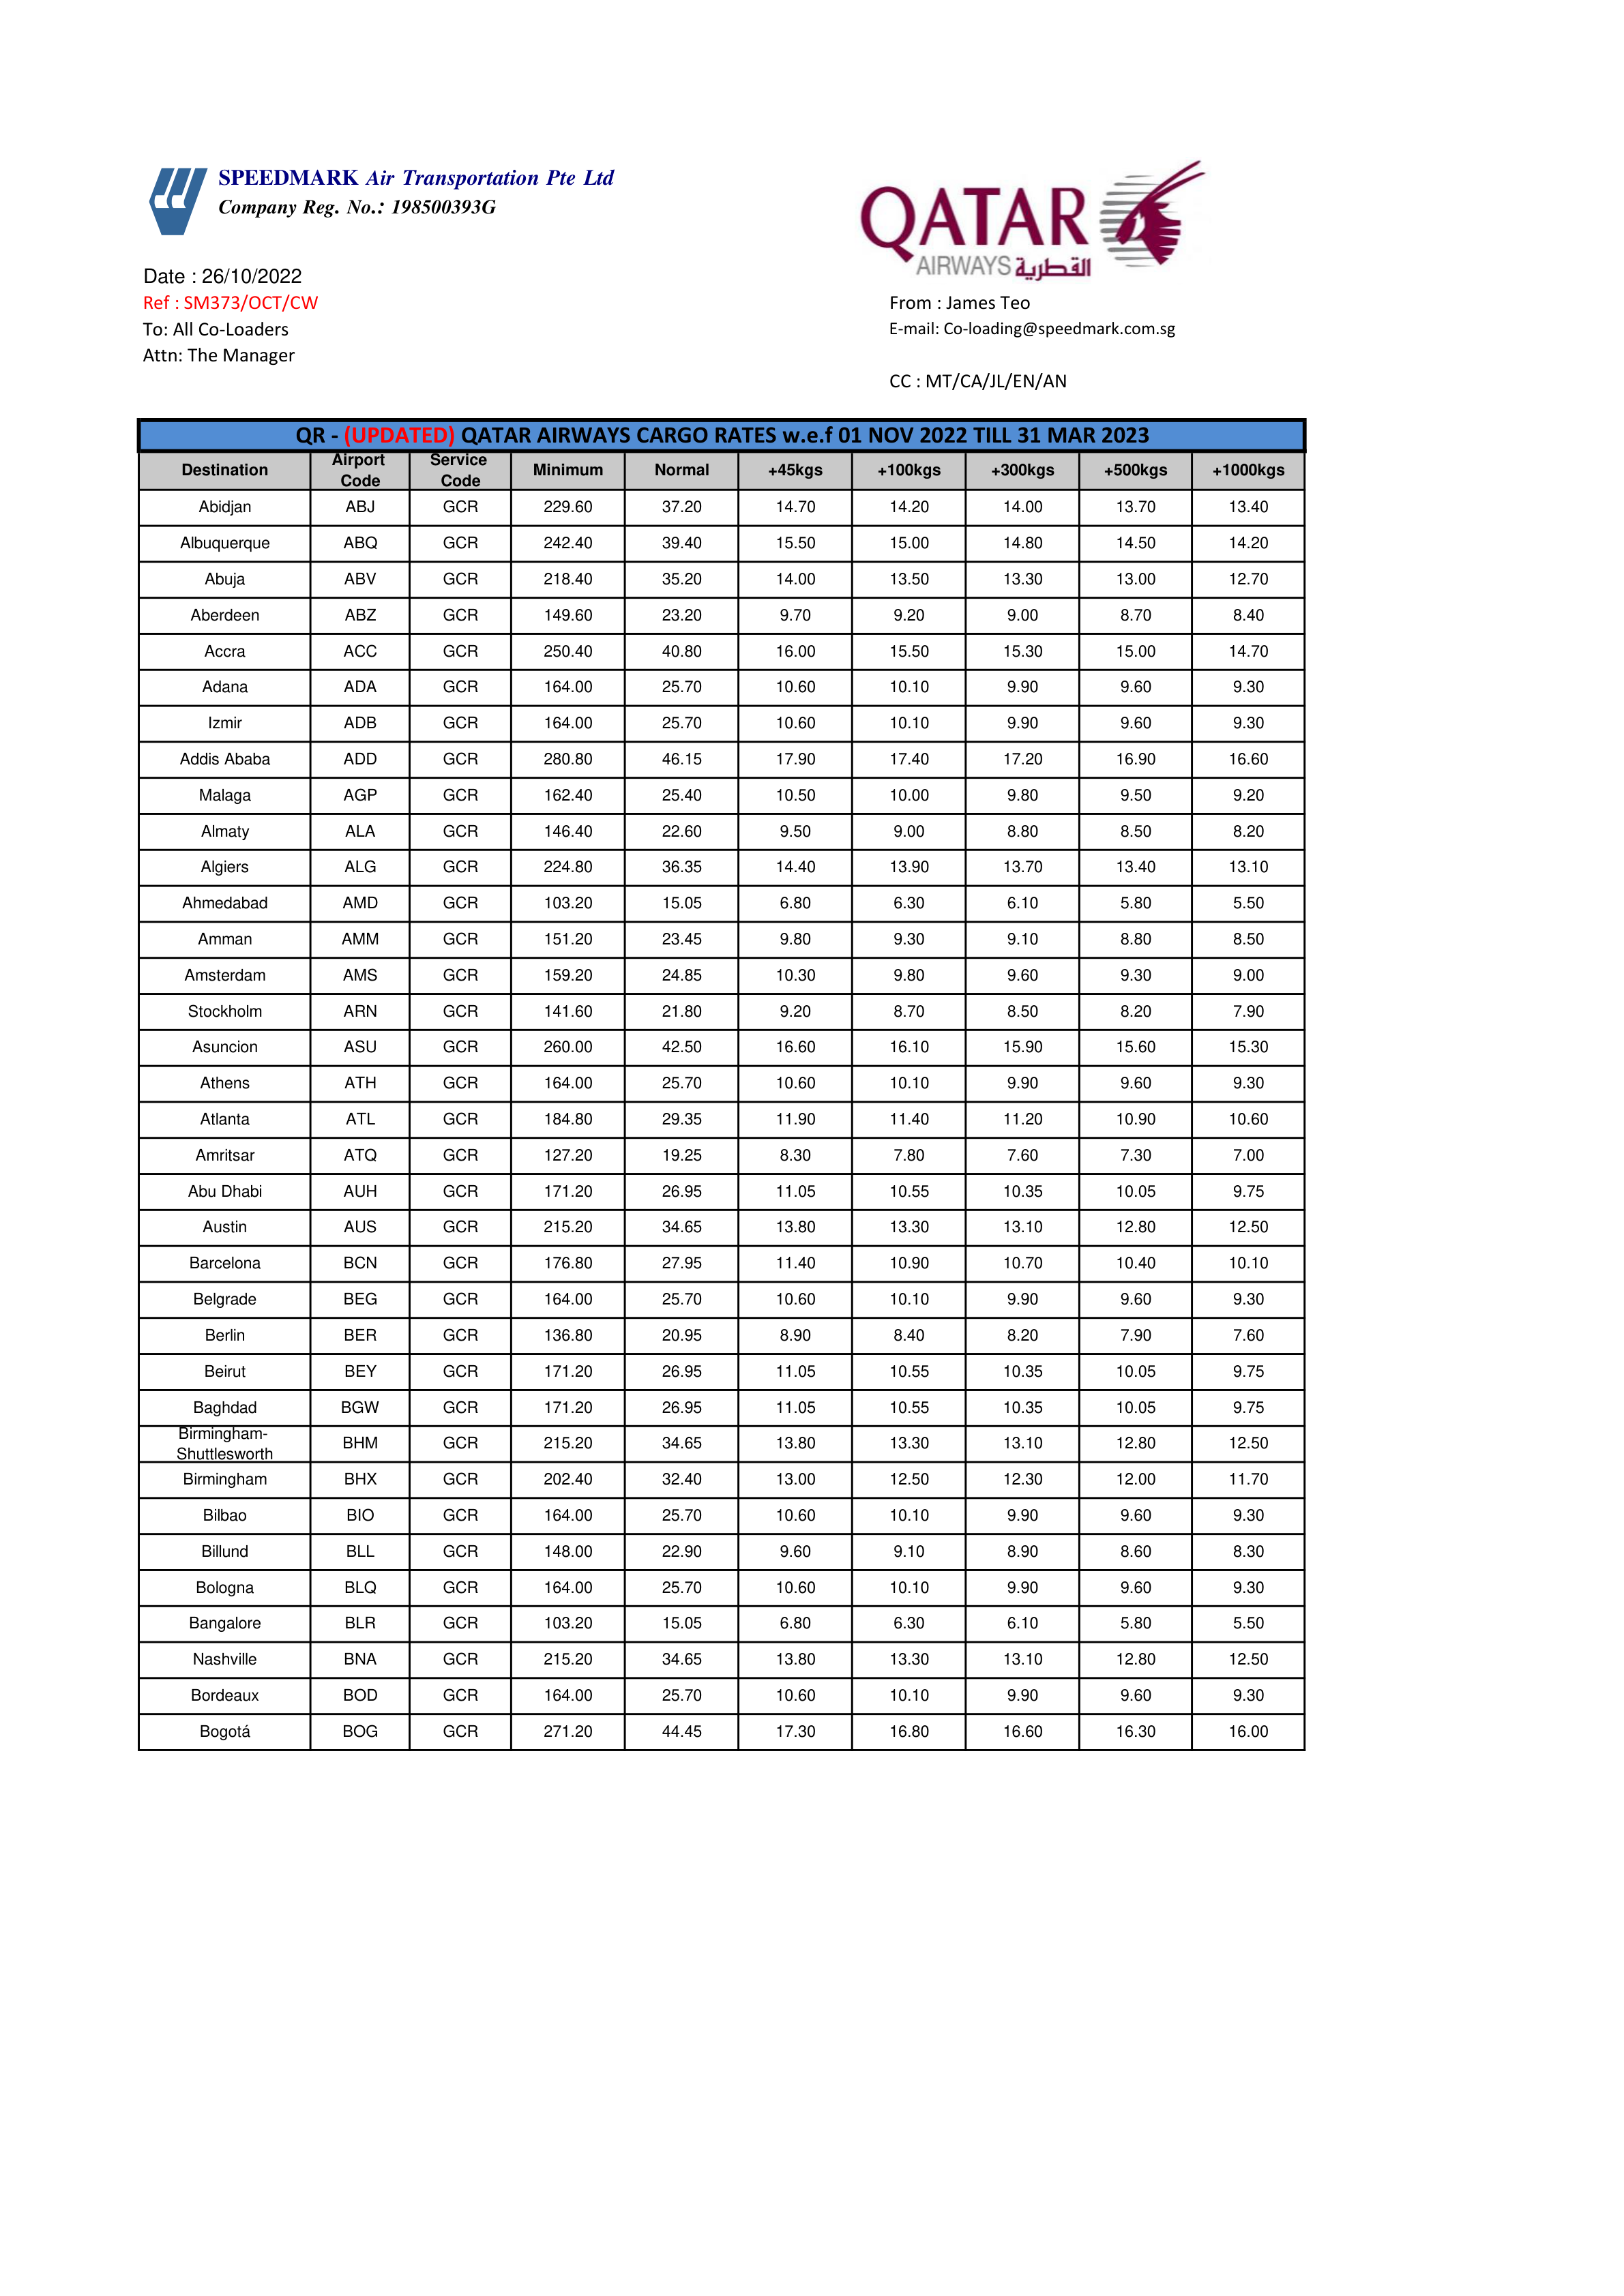 SPEEDMARK Air Transportation Pte Ltd
Company Reg. No.: 198500393G
QATAR
AIRWAYS القطرية
Date : 26/10/2022
Ref : SM373/OCT/CW
From : James Teo
To: All Co-Loaders
E-mail: Co-loading@speedmark.com.sg
Attn: The Manager
CC : MT/CA/JL/EN/AN
QR - (UPDATED) QATAR AIRWAYS CARGO RATES w.e.f 01 NOV 2022 TILL 31 MAR 2023
Destination Airport Code Service Code Minimum Normal +45kgs +100kgs +300kgs +500kgs +1000kgs
Abidjan ABJ GCR 229.60 37.20 14.70 14.20 14.00 13.70 13.40
Albuquerque ABQ GCR 242.40 39.40 15.50 15.00 14.80 14.50 14.20
Abuja ABV GCR 218.40 35.20 14.00 13.50 13.30 13.00 12.70
Aberdeen ABZ GCR 149.60 23.20 9.70 9.20 9.00 8.70 8.40
Accra ACC GCR 250.40 40.80 16.00 15.50 15.30 15.00 14.70
Adana ADA GCR 164.00 25.70 10.60 10.10 9.90 9.60 9.30
Izmir ADB GCR 164.00 25.70 10.60 10.10 9.90 9.60 9.30
Addis Ababa ADD GCR 280.80 46.15 17.90 17.40 17.20 16.90 16.60
Malaga AGP GCR 162.40 25.40 10.50 10.00 9.80 9.50 9.20
Almaty ALA GCR 146.40 22.60 9.50 9.00 8.80 8.50 8.20
Algiers ALG GCR 224.80 36.35 14.40 13.90 13.70 13.40 13.10
Ahmedabad AMD GCR 103.20 15.05 6.80 6.30 6.10 5.80 5.50
Amman AMM GCR 151.20 23.45 9.80 9.30 9.10 8.80 8.50
Amsterdam AMS GCR 159.20 24.85 10.30 9.80 9.60 9.30 9.00
Stockholm ARN GCR 141.60 21.80 9.20 8.70 8.50 8.20 7.90
Asuncion ASU GCR 260.00 42.50 16.60 16.10 15.90 15.60 15.30
Athens ATH GCR 164.00 25.70 10.60 10.10 9.90 9.60 9.30
Atlanta ATL GCR 184.80 29.35 11.90 11.40 11.20 10.90 10.60
Amritsar ATQ GCR 127.20 19.25 8.30 7.80 7.60 7.30 7.00
Abu Dhabi AUH GCR 171.20 26.95 11.05 10.55 10.35 10.05 9.75
Austin AUS GCR 215.20 34.65 13.80 13.30 13.10 12.80 12.50
Barcelona BCN GCR 176.80 27.95 11.40 10.90 10.70 10.40 10.10
Belgrade BEG GCR 164.00 25.70 10.60 10.10 9.90 9.60 9.30
Berlin BER GCR 136.80 20.95 8.90 8.40 8.20 7.90 7.60
Beirut BEY GCR 171.20 26.95 11.05 10.55 10.35 10.05 9.75
Baghdad BGW GCR 171.20 26.95 11.05 10.55 10.35 10.05 9.75
Birmingham-Shuttlesworth BHM GCR 215.20 34.65 13.80 13.30 13.10 12.80 12.50
Birmingham BHX GCR 202.40 32.40 13.00 12.50 12.30 12.00 11.70
Bilbao BIO GCR 164.00 25.70 10.60 10.10 9.90 9.60 9.30
Billund BLL GCR 148.00 22.90 9.60 9.10 8.90 8.60 8.30
Bologna BLQ GCR 164.00 25.70 10.60 10.10 9.90 9.60 9.30
Bangalore BLR GCR 103.20 15.05 6.80 6.30 6.10 5.80 5.50
Nashville BNA GCR 215.20 34.65 13.80 13.30 13.10 12.80 12.50
Bordeaux BOD GCR 164.00 25.70 10.60 10.10 9.90 9.60 9.30
Bogotá BOG GCR 271.20 44.45 17.30 16.80 16.60 16.30 16.00